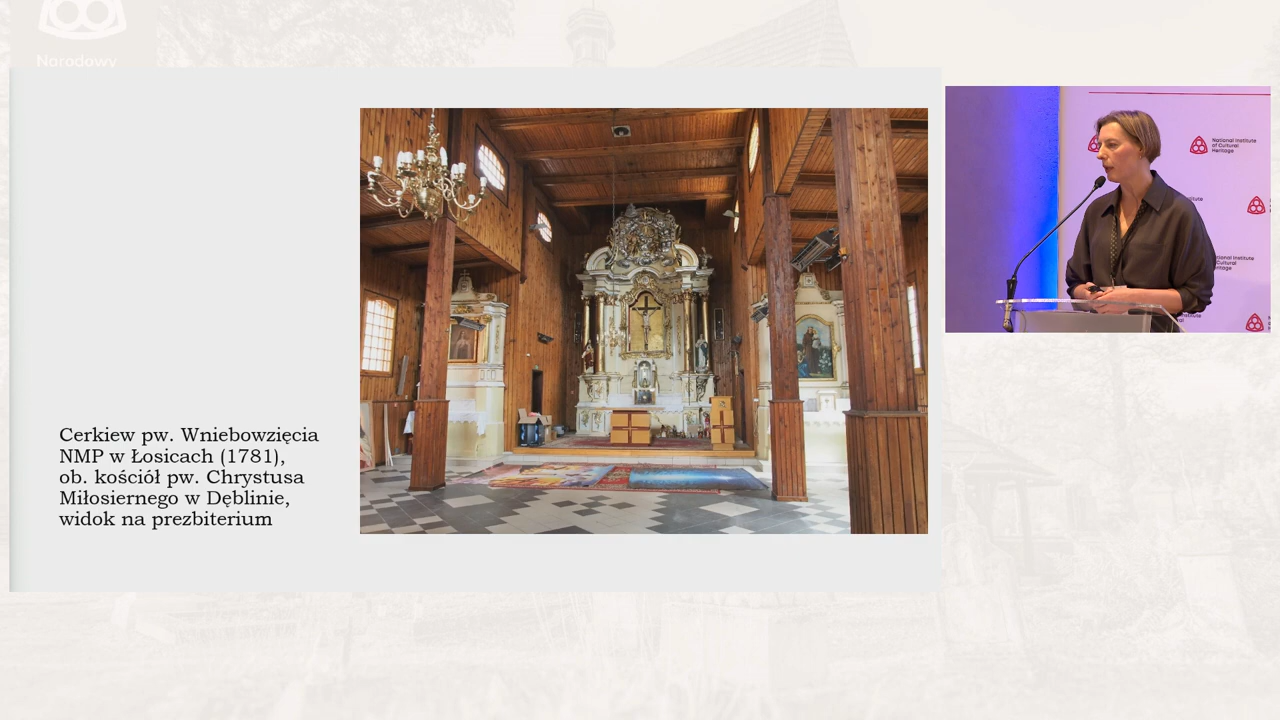 Narodowy
Cerkiew pw. Wniebowzięcia
NMP w Łosicach (1781),
ob. kościół pw. Chrystusa
Miłosiernego w Dęblinie,
widok na prezbiterium
National Institute
of Cultural
Heritage